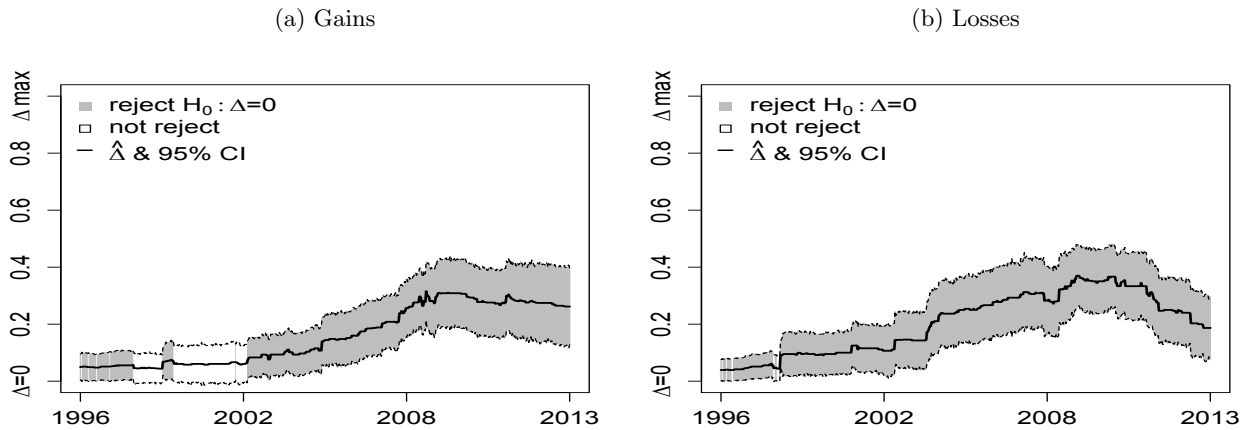 (a) Gains
Δ max
0.8
0.6
0.4
0.2
Δ=0
reject H₀ : Δ=0
not reject
Δ̂ & 95% CI
1996 2002 2008 2013
(b) Losses
Δ max
0.8
0.6
0.4
0.2
Δ=0
reject H₀ : Δ=0
not reject
Δ̂ & 95% CI
1996 2002 2008 2013